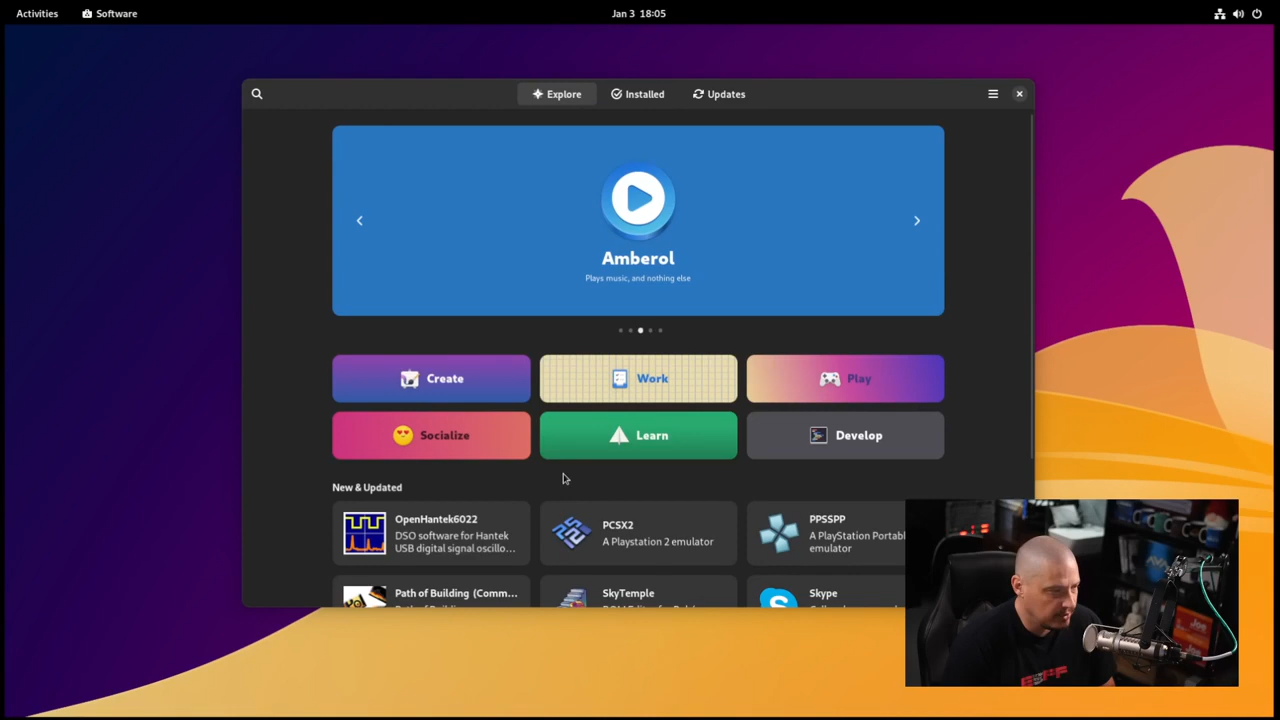 Activities
Software
Jan 3 18:05
Explore
Installed
Updates
Amberol
Plays music, and nothing else
Create
Work
Play
Socialize
Learn
Develop
New & Updated
OpenHantek6022
DSO software for Hantek
USB digital signal oscillo...
PCSX2
A Playstation 2 emulator
PPSSPP
A PlayStation Portab
emulator
Path of Building (Comm...
SkyTemple
Skype